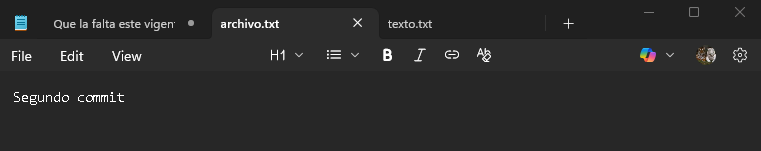 Que la falta este vigen
archivo.txt
texto.txt
File Edit View H1 B I
Segundo commit